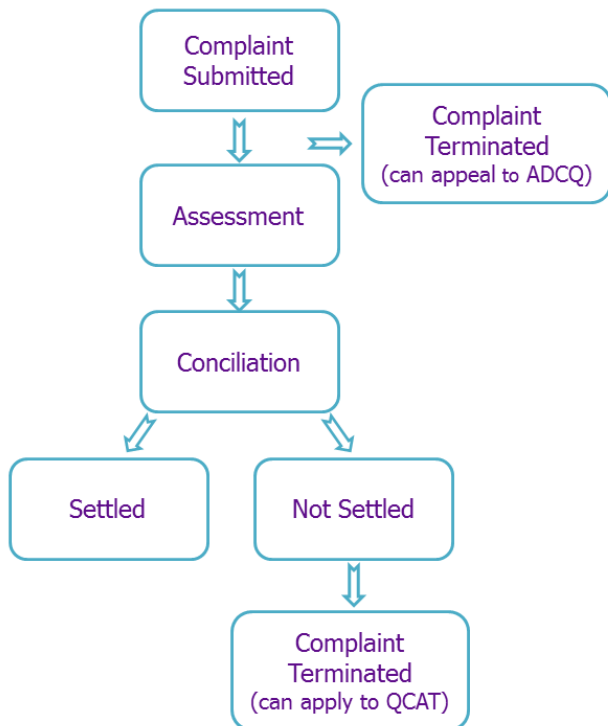 Complaint
Submitted
Complaint
Terminated
(can appeal to ADCQ)
Assessment
Conciliation
Settled
Not Settled
Complaint
Terminated
(can apply to QCAT)